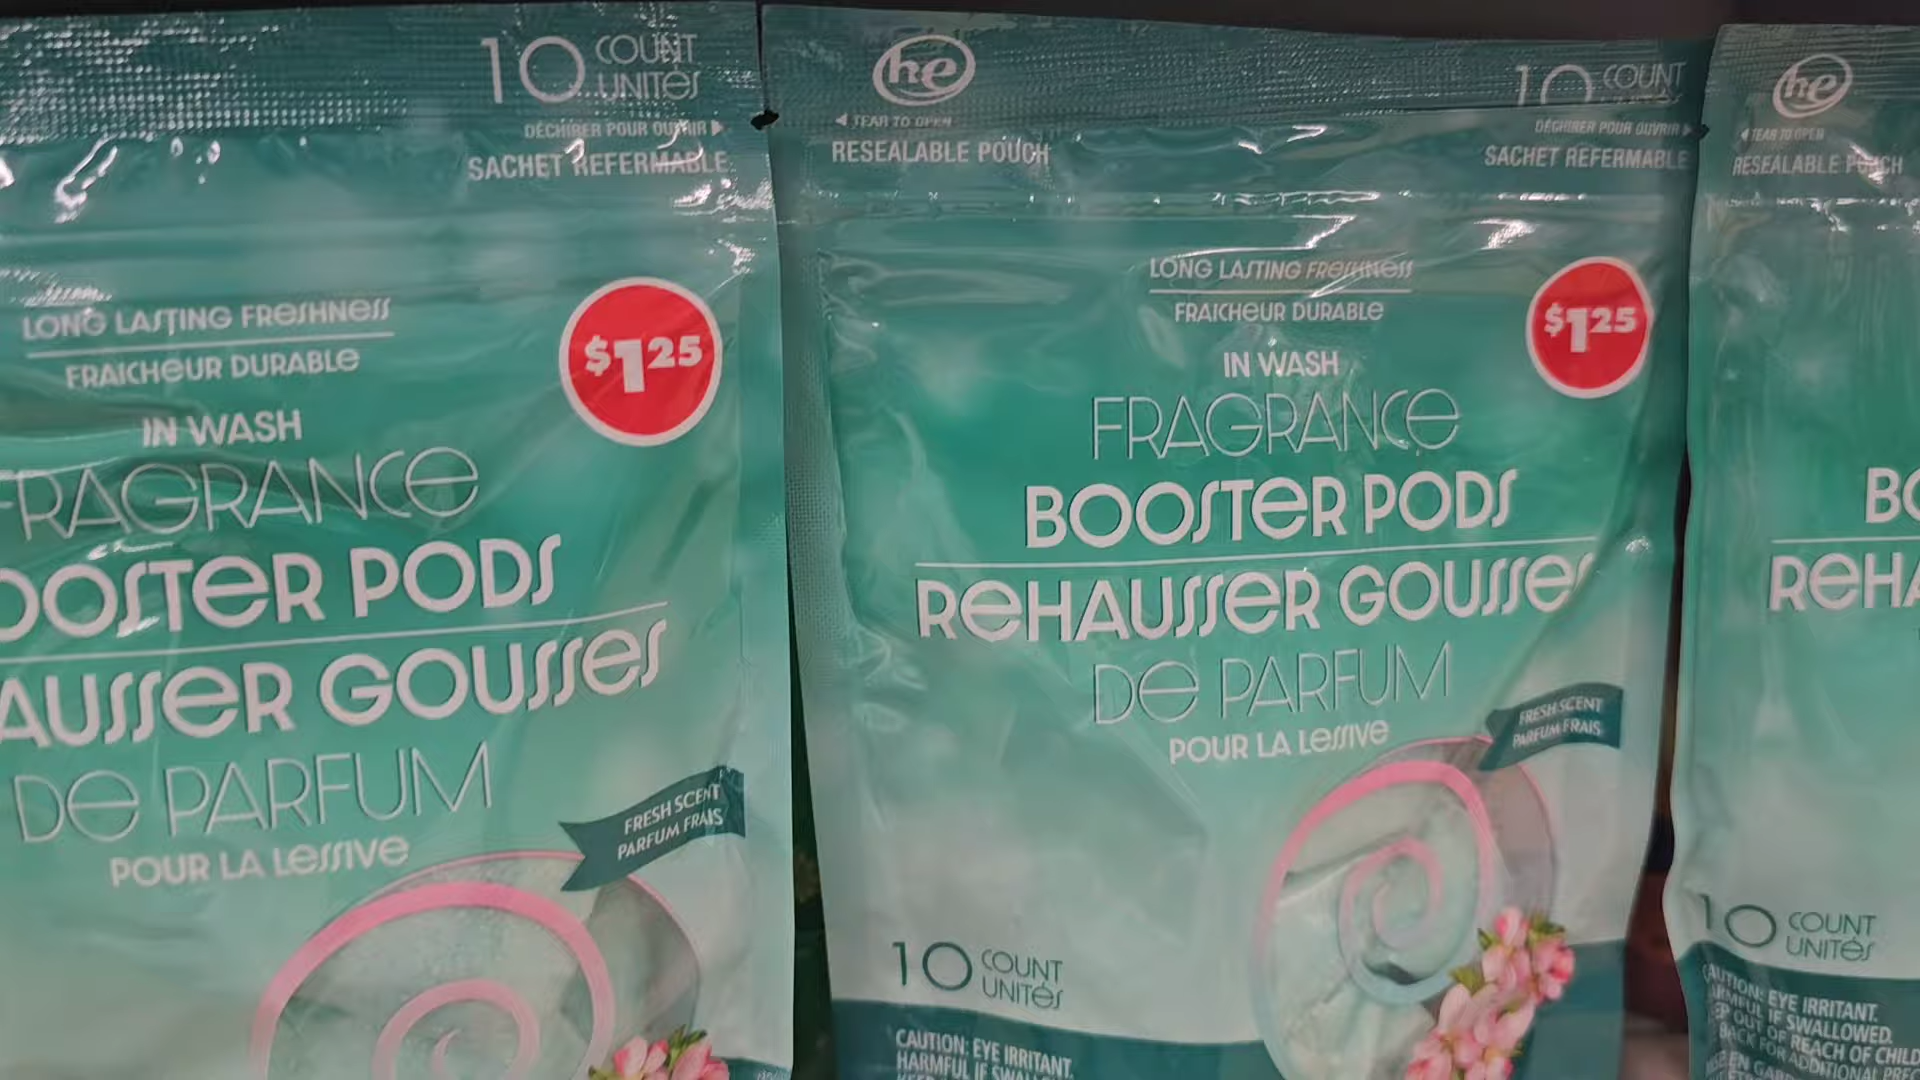 10 COUNT
UNITÉS
DÉCHIRER POUR OUVRIR
SACHET REFERMABLE
LONG LASTING FRESHNESS
FRAICHEUR DURABLE
$1.25
IN WASH
FRAGRANCE
BOOSTER PODS
GOUSSES
DE PARFUM
POUR LA LESSIVE
FRESH SCENT
PARFUM FRAIS
he
10 COUNT
TEAR TO OPEN
DÉCHIRER POUR OUVRIR
RESEALABLE POUCH
SACHET REFERMABLE
LONG LASTING FRESHNESS
FRAICHEUR DURABLE
$1.25
IN WASH
FRAGRANCE
BOOSTER PODS
REHAUSSER GOUSSES
DE PARFUM
POUR LA LESSIVE
FRESH SCENT
PARFUM FRAIS
10 COUNT
UNITÉS
CAUTION: EYE IRRITANT.
HARMFUL IF
he
TEAR TO OPEN
RESEALABLE POUCH
10 COUNT
UNITÉS
CAUTION: EYE IRRITANT.
HARMFUL IF SWALLOWED.
KEEP OUT OF REACH OF
BACK FOR ADDITIONAL